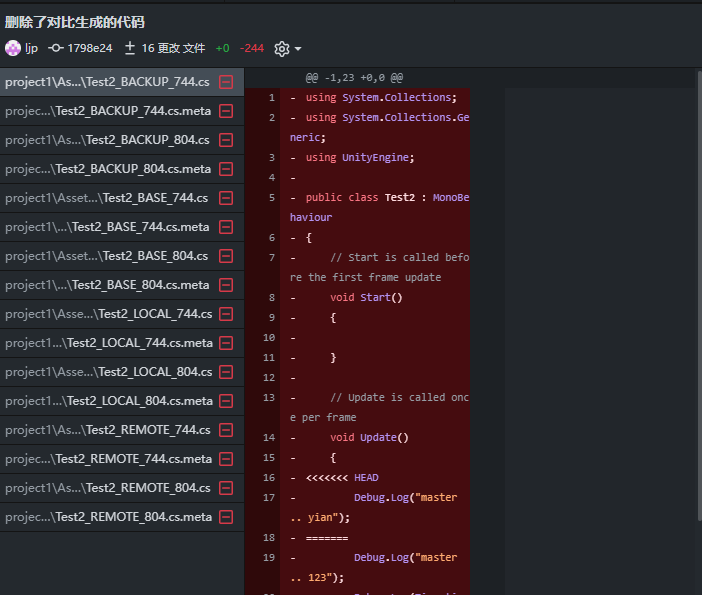 删除了对比生成的代码
ljp 1798e24 16 更改 文件 +0 -244
project1\As...\Test2_BACKUP_744.cs
projec...\Test2_BACKUP_744.cs.meta
project1\As...\Test2_BACKUP_804.cs
projec...\Test2_BACKUP_804.cs.meta
project1\Asset...\Test2_BASE_744.cs
project1\...\Test2_BASE_744.cs.meta
project1\Asset...\Test2_BASE_804.cs
project1\...\Test2_BASE_804.cs.meta
project1\Asse...\Test2_LOCAL_744.cs
project1...\Test2_LOCAL_744.cs.meta
project1\Asse...\Test2_LOCAL_804.cs
project1...\Test2_LOCAL_804.cs.meta
project1\As...\Test2_REMOTE_744.cs
projec...\Test2_REMOTE_744.cs.meta
project1\As...\Test2_REMOTE_804.cs
projec...\Test2_REMOTE_804.cs.meta
@@ -1,23 +0,0 @@
1 - using System.Collections;
2 - using System.Collections.Ge
neric;
3 - using UnityEngine;
4 -
5 - public class Test2 : MonoBe
haviour
6 - {
7 - // Start is called befo
re the first frame update
8 - void Start()
9 - {
10 -
11 - }
12 -
13 - // Update is called onc
e per frame
14 - void Update()
15 - {
16 - <<<<<<< HEAD
17 - Debug.Log("master
.. yian");
18 - =======
19 - Debug.Log("master
.. 123");